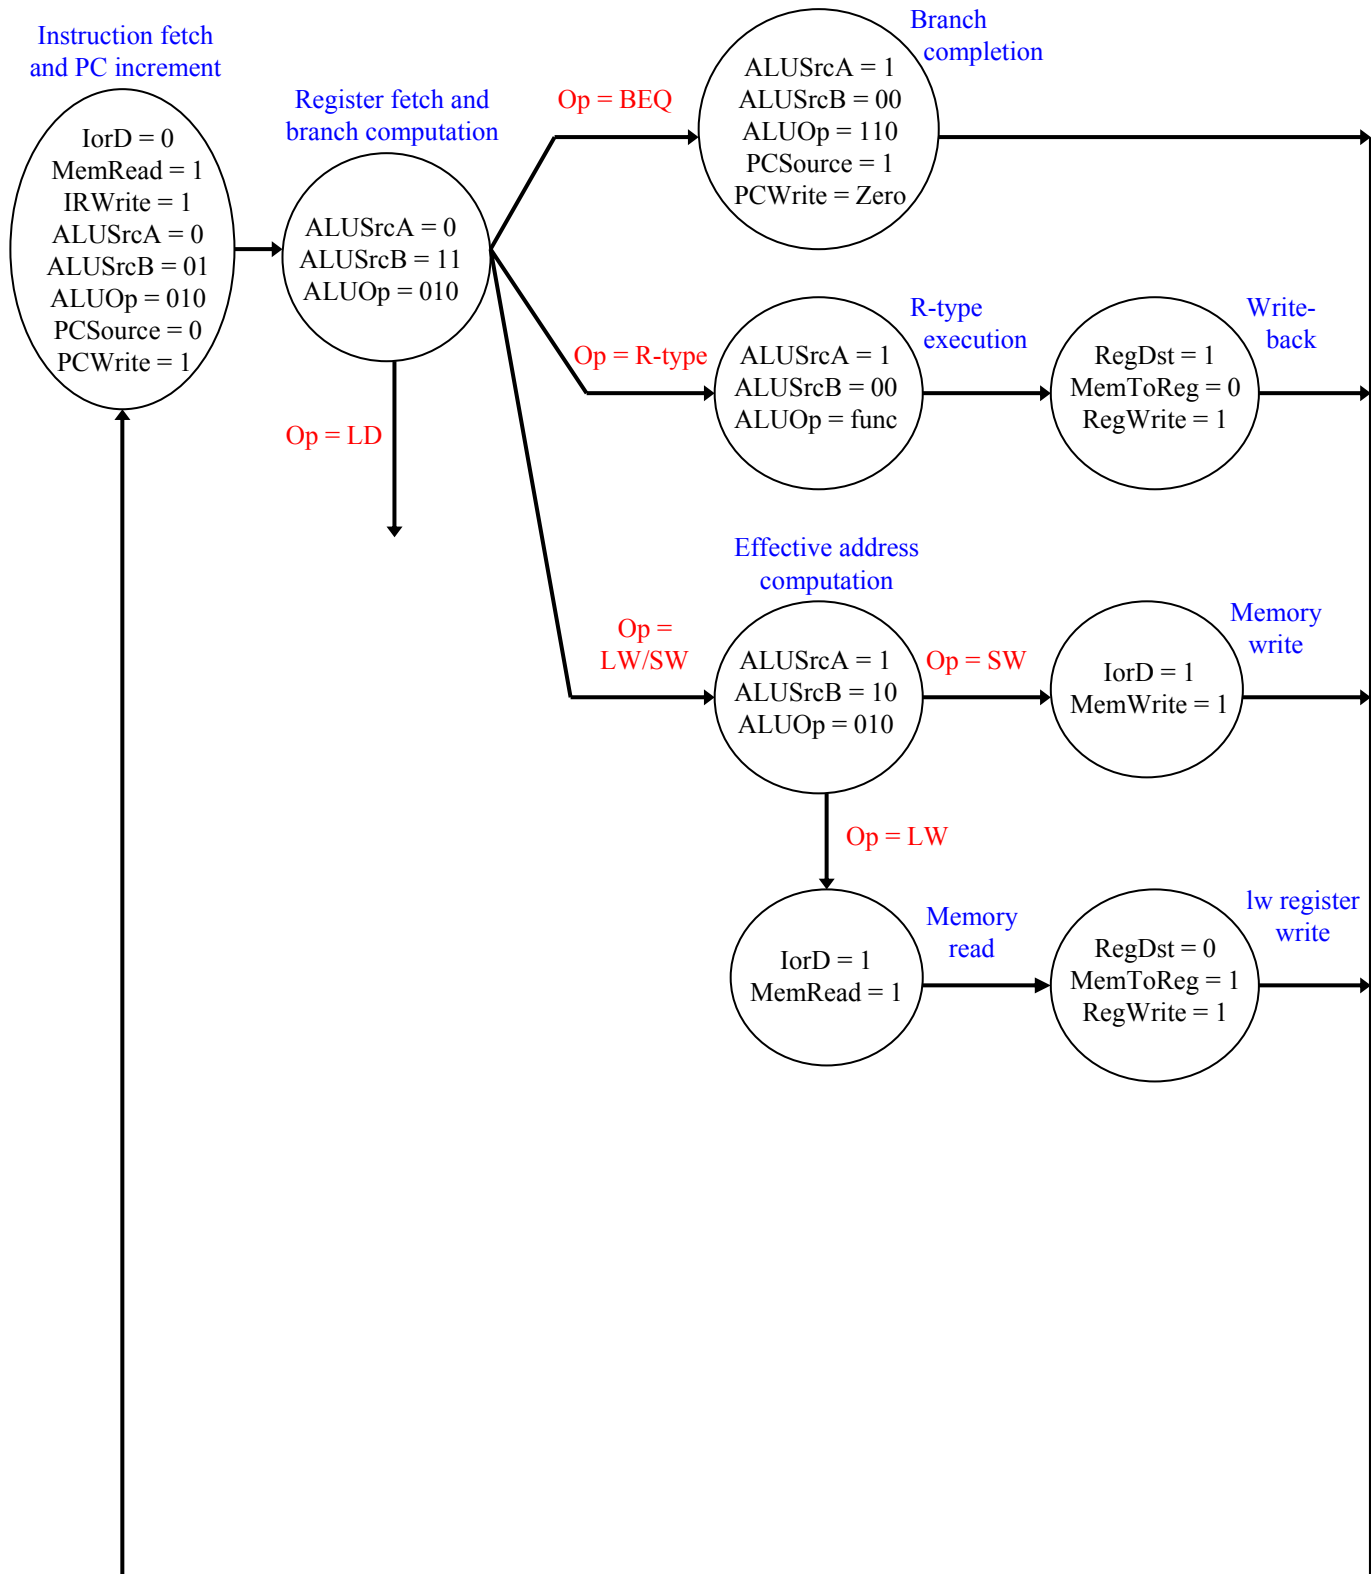 Instruction fetch
and PC increment
IorD = 0
MemRead = 1
IRWrite = 1
ALUSrcA = 0
ALUSrcB = 01
ALUOp = 010
PCSource = 0
PCWrite = 1
Register fetch and
branch computation
ALUSrcA = 0
ALUSrcB = 11
ALUOp = 010
Op = LD
Op = BEQ
Branch
completion
ALUSrcA = 1
ALUSrcB = 00
ALUOp = 110
PCSource = 1
PCWrite = Zero
Op = R-type
R-type
execution
ALUSrcA = 1
ALUSrcB = 00
ALUOp = func
Write-
back
RegDst = 1
MemToReg = 0
RegWrite = 1
Op =
LW/SW
Effective address
computation
ALUSrcA = 1
ALUSrcB = 10
ALUOp = 010
Op = SW
Memory
write
IorD = 1
MemWrite = 1
Op = LW
Memory
read
IorD = 1
MemRead = 1
lw register
write
RegDst = 0
MemToReg = 1
RegWrite = 1